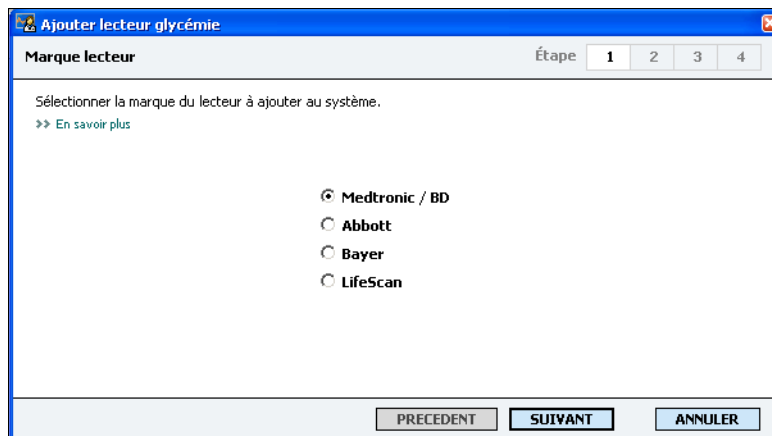 Ajouter lecteur glycémie
Marque lecteur Étape 1 2 3 4
Sélectionner la marque du lecteur à ajouter au système.
>> En savoir plus
Medtronic / BD
Abbott
Bayer
LifeScan
PRECEDENT SUIVANT ANNULER